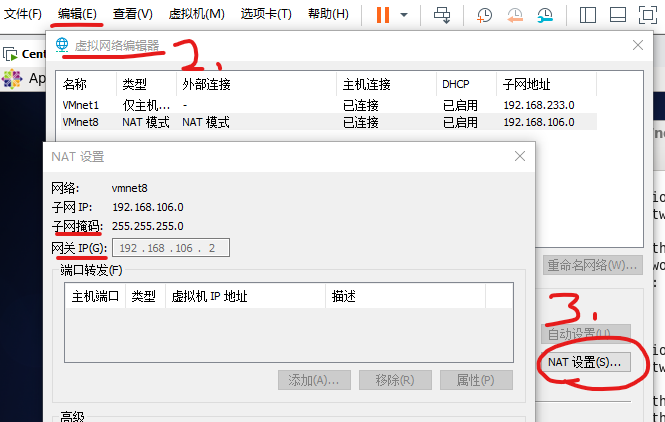 文件(F) 编辑(E) 查看(V) 虚拟机(M) 选项卡(T) 帮助(H)
Cent
虚拟网络编辑器
2.
App
名称 类型 外部连接 主机连接 DHCP 子网地址
VMnet1 仅主机... - 已连接 已启用 192.168.233.0
VMnet8 NAT 模式 NAT 模式 已连接 已启用 192.168.106.0
NAT 设置
网络: vmnet8
子网 IP: 192.168.106.0
子网掩码: 255.255.255.0
网关 IP(G): 192 . 168 . 106 . 2
重命名网络(W)...
端口转发(F)
主机端口 类型 虚拟机 IP 地址 描述
3.
自动设置(U)...
NAT 设置(S)...
添加(A)... 移除(R) 属性(P)
高级